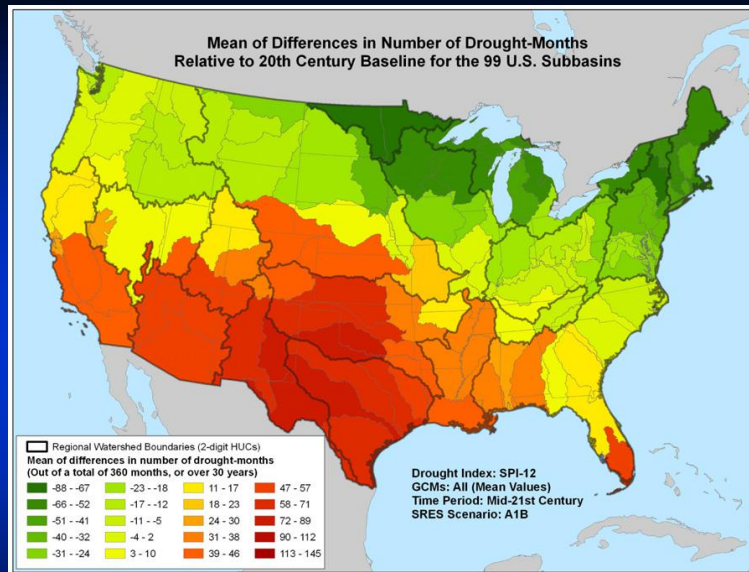 Mean of Differences in Number of Drought-Months
Relative to 20th Century Baseline for the 99 U.S. Subbasins
Regional Watershed Boundaries (2-digit HUCs)
Mean of differences in number of drought-months
(Out of a total of 360 months, or over 30 years)
-88 - -67 -23 - -18 11 - 17 47 - 57
-66 - -52 -17 - -12 18 - 23 58 - 71
-51 - -41 -11 - -5 24 - 30 72 - 89
-40 - -32 -4 - 2 31 - 38 90 - 112
-31 - -24 3 - 10 39 - 46 113 - 145
Drought Index: SPI-12
GCMs: All (Mean Values)
Time Period: Mid-21st Century
SRES Scenario: A1B